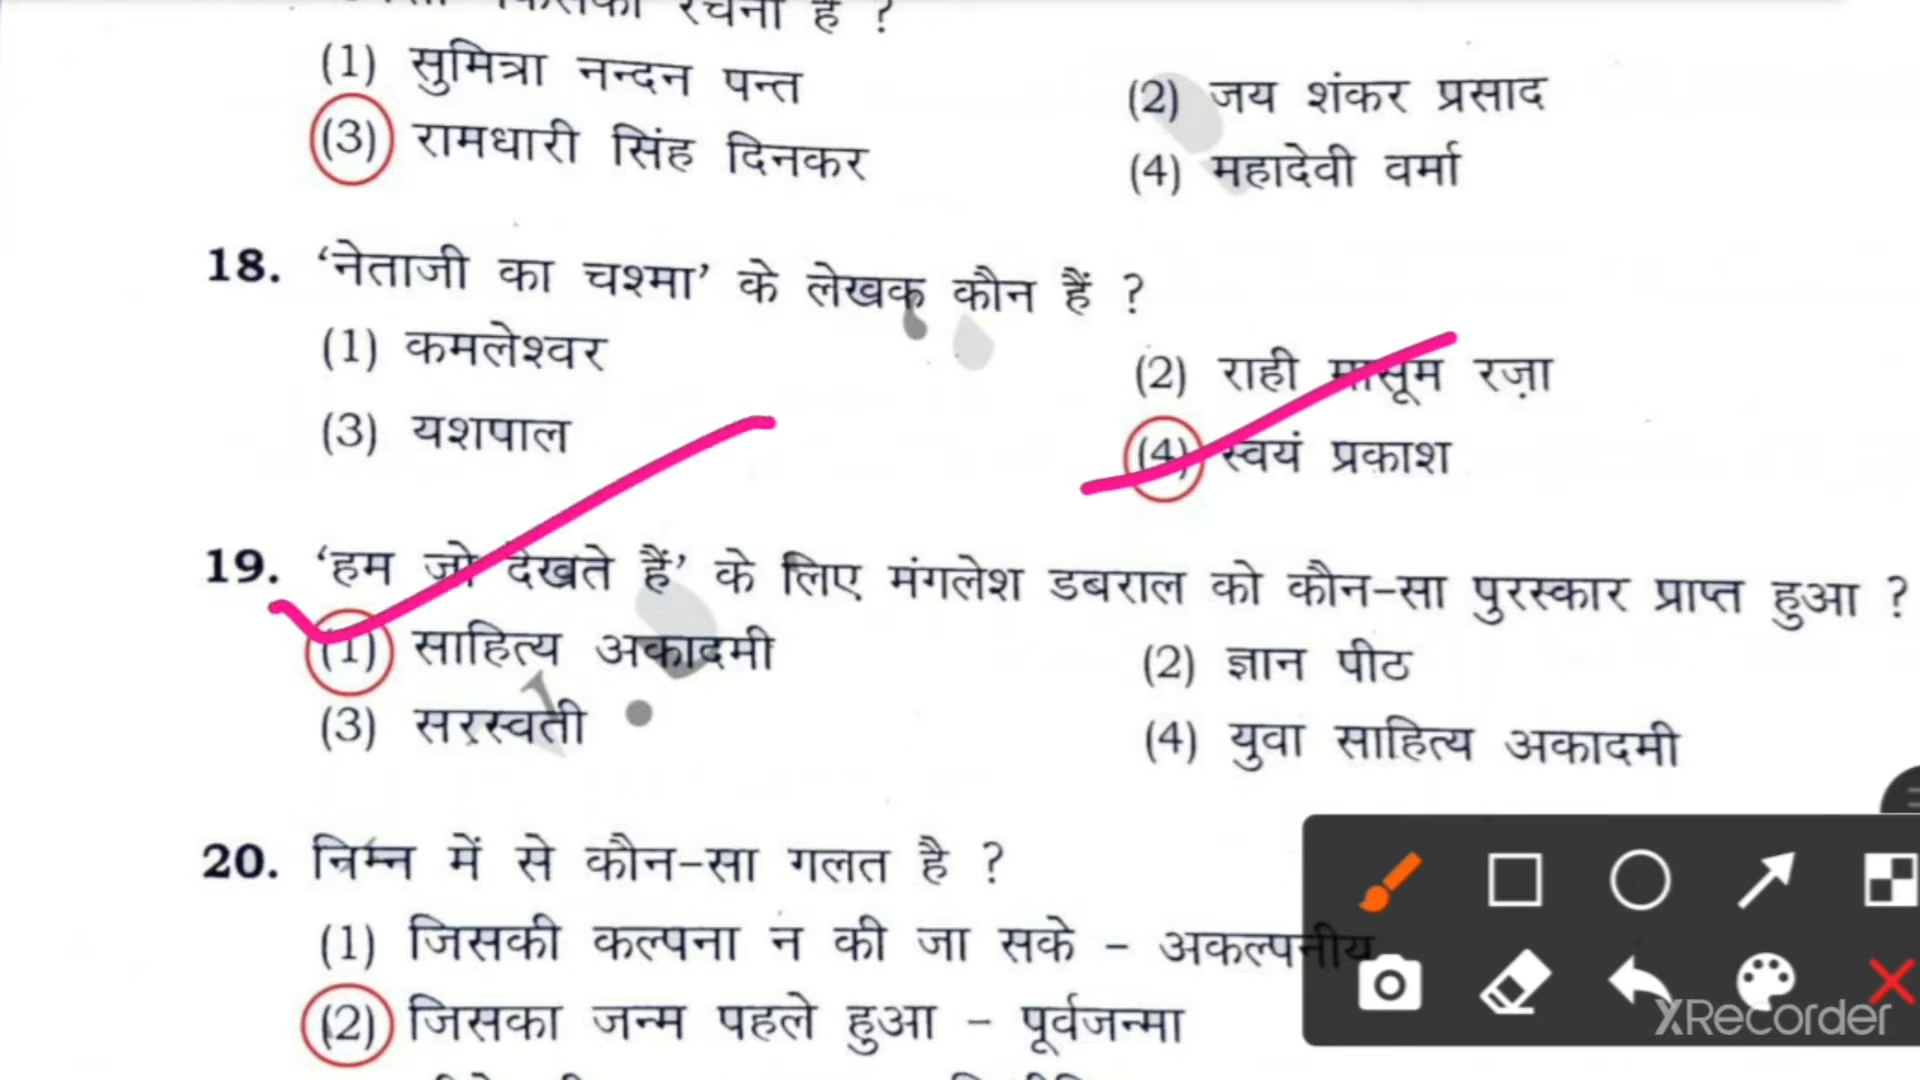 रचना है ?
(1) सुमित्रा नन्दन पन्त
(2) जय शंकर प्रसाद
(3) रामधारी सिंह दिनकर
(4) महादेवी वर्मा
18. ‘नेताजी का चश्मा’ के लेखक कौन हैं ?
(1) कमलेश्वर
(2) राही मासूम रज़ा
(3) यशपाल
(4) स्वयं प्रकाश
19. ‘हम जो देखते हैं’ के लिए मंगलेश डबराल को कौन-सा पुरस्कार प्राप्त हुआ ?
(1) साहित्य अकादमी
(2) ज्ञान पीठ
(3) सरस्वती
(4) युवा साहित्य अकादमी
20. निम्न में से कौन-सा गलत है ?
(1) जिसकी कल्पना न की जा सके - अकल्पनीय
(2) जिसका जन्म पहले हुआ - पूर्वजन्मा
XRecorder